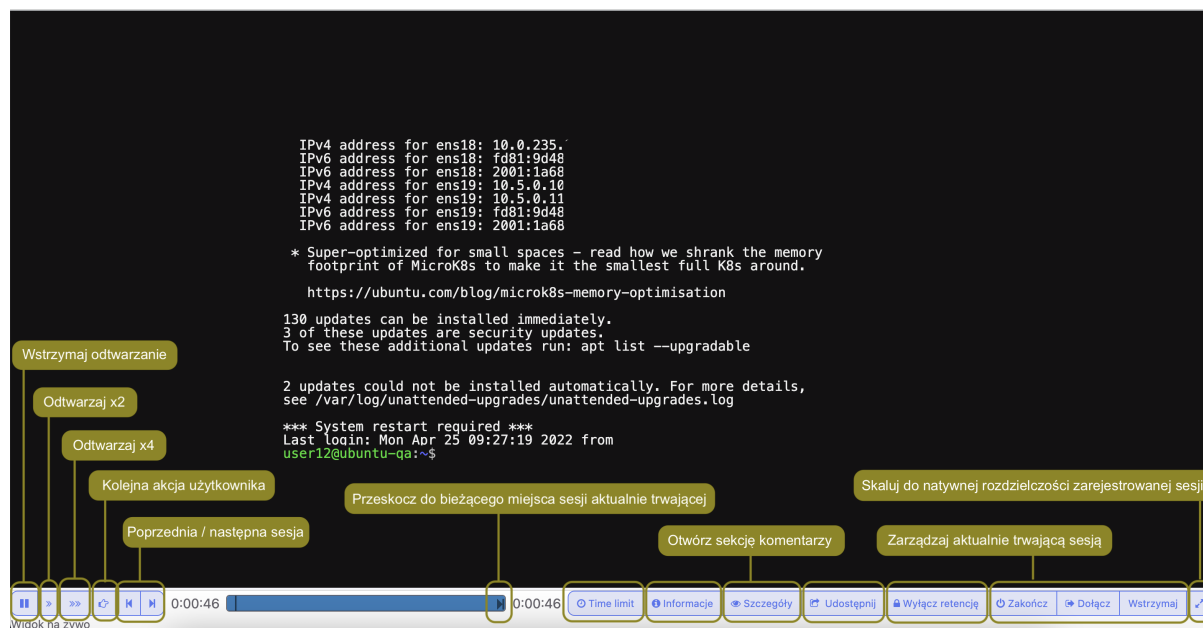 IPv4 address for ens18: 10.0.235.
IPv6 address for ens18: fd81:9d48
IPv6 address for ens18: 2001:1a68
IPv4 address for ens19: 10.5.0.10
IPv4 address for ens19: 10.5.0.11
IPv6 address for ens19: fd81:9d48
IPv6 address for ens19: 2001:1a68
* Super-optimized for small spaces - read how we shrank the memory
footprint of MicroK8s to make it the smallest full K8s around.
https://ubuntu.com/blog/microk8s-memory-optimisation
130 updates can be installed immediately.
3 of these updates are security updates.
To see these additional updates run: apt list --upgradable
2 updates could not be installed automatically. For more details,
see /var/log/unattended-upgrades/unattended-upgrades.log
*** System restart required ***
Last login: Mon Apr 25 09:27:19 2022 from
user12@ubuntu-qa:~$
Wstrzymaj odtwarzanie
Odtwarzaj x2
Odtwarzaj x4
Kolejna akcja użytkownika
Poprzednia / następna sesja
Przeskocz do bieżącego miejsca sesji aktualnie trwającej
Otwórz sekcję komentarzy
Skaluj do natywnej rozdzielczości zarejestrowanej sesji
Zarządzaj aktualnie trwającą sesją
0:00:46
0:00:46
Time limit
Informacje
Szczegóły
Udostępnij
Wyłącz retencję
Zakończ
Dołącz
Wstrzymaj
Widok na żywo